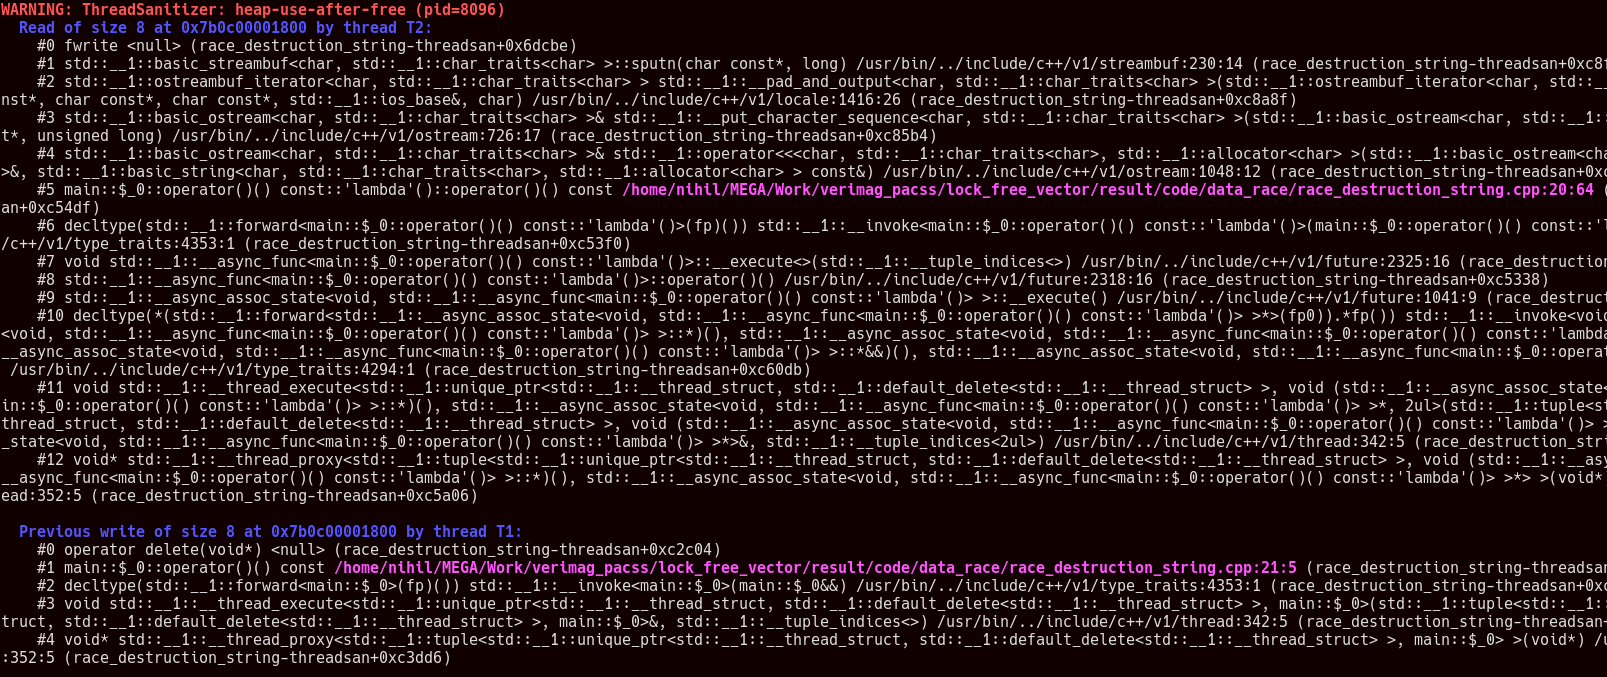 WARNING: ThreadSanitizer: heap-use-after-free (pid=8096)
  Read of size 8 at 0x7b0c00001800 by thread T2:
    #0 fwrite <null> (race_destruction_string-threadsan+0x6dcbe)
    #1 std::__1::basic_streambuf<char, std::__1::char_traits<char> >::sputn(char const*, long) /usr/bin/../include/c++/v1/streambuf:230:14 (race_destruction_string-threadsan+0xc8f
    #2 std::__1::ostreambuf_iterator<char, std::__1::char_traits<char> > std::__1::__pad_and_output<char, std::__1::char_traits<char> >(std::__1::ostreambuf_iterator<char, std::__
nst*, char const*, char const*, std::__1::ios_base&, char) /usr/bin/../include/c++/v1/locale:1416:26 (race_destruction_string-threadsan+0xc8a8f)
    #3 std::__1::basic_ostream<char, std::__1::char_traits<char> >& std::__1::__put_character_sequence<char, std::__1::char_traits<char> >(std::__1::basic_ostream<char, std::__1::
t*, unsigned long) /usr/bin/../include/c++/v1/ostream:726:17 (race_destruction_string-threadsan+0xc85b4)
    #4 std::__1::basic_ostream<char, std::__1::char_traits<char> >& std::__1::operator<<<char, std::__1::char_traits<char>, std::__1::allocator<char> >(std::__1::basic_ostream<cha
>&, std::__1::basic_string<char, std::__1::char_traits<char>, std::__1::allocator<char> > const&) /usr/bin/../include/c++/v1/ostream:1048:12 (race_destruction_string-threadsan
    #5 main::$_0::operator()() const::'lambda'()::operator()() const /home/nihil/MEGA/Work/verimag_pacss/lock_free_vector/result/code/data_race/race_destruction_string.cpp:20:64 (
an+0xc54df)
    #6 decltype(std::__1::forward<main::$_0::operator()() const::'lambda'()>(fp)()) std::__1::__invoke<main::$_0::operator()() const::'lambda'()>(main::$_0::operator()() const::'l
/c++/v1/type_traits:4353:1 (race_destruction_string-threadsan+0xc53f0)
    #7 void std::__1::__async_func<main::$_0::operator()() const::'lambda'()>::__execute<>(std::__1::__tuple_indices<>) /usr/bin/../include/c++/v1/future:2325:16 (race_destruction
    #8 std::__1::__async_func<main::$_0::operator()() const::'lambda'()>::operator()() /usr/bin/../include/c++/v1/future:2318:16 (race_destruction_string-threadsan+0xc5338)
    #9 std::__1::__async_assoc_state<void, std::__1::__async_func<main::$_0::operator()() const::'lambda'()> >::__execute() /usr/bin/../include/c++/v1/future:1041:9 (race_destruct
    #10 decltype(*(std::__1::forward<std::__1::__async_assoc_state<void, std::__1::__async_func<main::$_0::operator()() const::'lambda'()> >*>(fp0)).*fp()) std::__1::__invoke<void
<void, std::__1::__async_func<main::$_0::operator()() const::'lambda'()> >::*)(), std::__1::__async_assoc_state<void, std::__1::__async_func<main::$_0::operator()() const::'lambda
__async_assoc_state<void, std::__1::__async_func<main::$_0::operator()() const::'lambda'()> >::*&&)(), std::__1::__async_assoc_state<void, std::__1::__async_func<main::$_0::operat
 /usr/bin/../include/c++/v1/type_traits:4294:1 (race_destruction_string-threadsan+0xc60db)
    #11 void std::__1::__thread_execute<std::__1::unique_ptr<std::__1::__thread_struct, std::__1::default_delete<std::__1::__thread_struct> >, void (std::__1::__async_assoc_state<
in::$_0::operator()() const::'lambda'()> >::*)(), std::__1::__async_assoc_state<void, std::__1::__async_func<main::$_0::operator()() const::'lambda'()> >*, 2ul>(std::__1::tuple<st
thread_struct, std::__1::default_delete<std::__1::__thread_struct> >, void (std::__1::__async_assoc_state<void, std::__1::__async_func<main::$_0::operator()() const::'lambda'()> >
_state<void, std::__1::__async_func<main::$_0::operator()() const::'lambda'()> >*>&, std::__1::__tuple_indices<2ul>) /usr/bin/../include/c++/v1/thread:342:5 (race_destruction_stri
    #12 void* std::__1::__thread_proxy<std::__1::tuple<std::__1::unique_ptr<std::__1::__thread_struct, std::__1::default_delete<std::__1::__thread_struct> >, void (std::__1::__asy
__async_func<main::$_0::operator()() const::'lambda'()> >::*)(), std::__1::__async_assoc_state<void, std::__1::__async_func<main::$_0::operator()() const::'lambda'()> >*> >(void*
ead:352:5 (race_destruction_string-threadsan+0xc5a06)

  Previous write of size 8 at 0x7b0c00001800 by thread T1:
    #0 operator delete(void*) <null> (race_destruction_string-threadsan+0xc2c04)
    #1 main::$_0::operator()() const /home/nihil/MEGA/Work/verimag_pacss/lock_free_vector/result/code/data_race/race_destruction_string.cpp:21:5 (race_destruction_string-threadsan
    #2 decltype(std::__1::forward<main::$_0>(fp)()) std::__1::__invoke<main::$_0>(main::$_0&&) /usr/bin/../include/c++/v1/type_traits:4353:1 (race_destruction_string-threadsan+0xc
    #3 void std::__1::__thread_execute<std::__1::unique_ptr<std::__1::__thread_struct, std::__1::default_delete<std::__1::__thread_struct> >, main::$_0>(std::__1::tuple<std::__1::
truct, std::__1::default_delete<std::__1::__thread_struct> >, main::$_0>&, std::__1::__tuple_indices<>) /usr/bin/../include/c++/v1/thread:342:5 (race_destruction_string-threadsan+
    #4 void* std::__1::__thread_proxy<std::__1::tuple<std::__1::unique_ptr<std::__1::__thread_struct, std::__1::default_delete<std::__1::__thread_struct> >, main::$_0> >(void*) /u
:352:5 (race_destruction_string-threadsan+0xc3dd6)